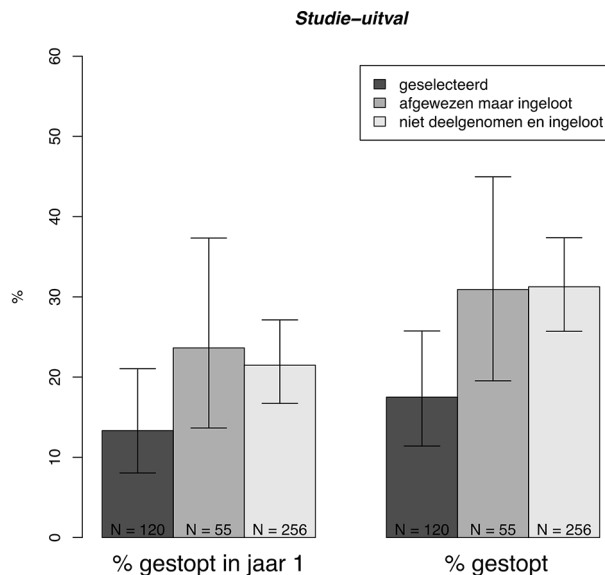 Studie-uitval
60
50
40
30
20
10
0
%
geselecteerd
afgewezen maar ingeloot
niet deelgenomen en ingeloot
N = 120 N = 55 N = 256 N = 120 N = 55 N = 256
% gestopt in jaar 1 % gestopt